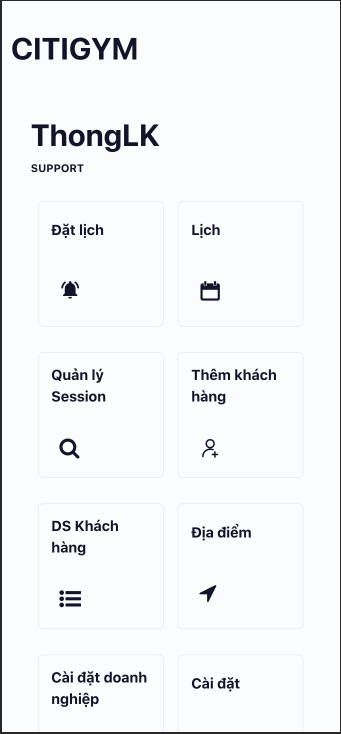 CITIGYM
ThongLK
SUPPORT
Đặt lịch
Lịch
Quản lý
Session
Thêm khách
hàng
DS Khách
hàng
Địa điểm
Cài đặt doanh
nghiệp
Cài đặt